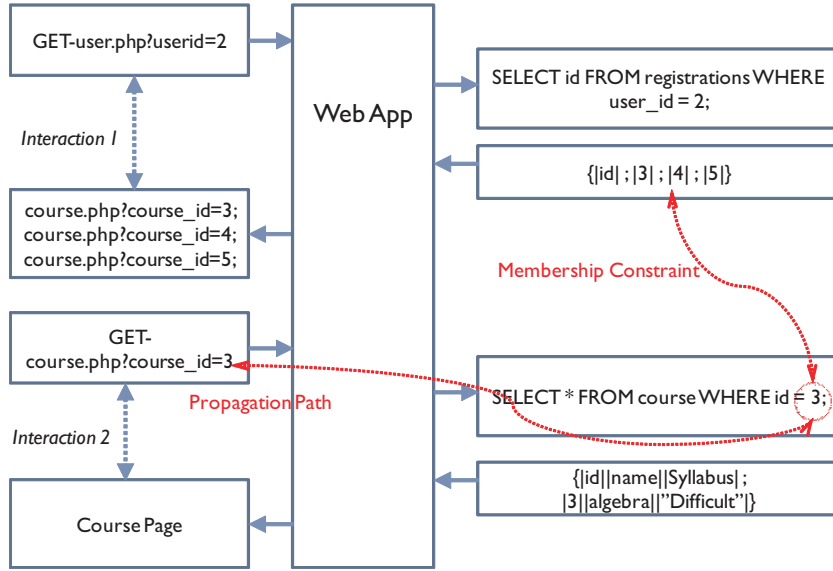 GET-user.php?userid=2
Interaction 1
course.php?course_id=3;
course.php?course_id=4;
course.php?course_id=5;
GET-
course.php?course_id=3
Interaction 2
Course Page
Web App
SELECT id FROM registrations WHERE
user_id = 2;
{|id| ; |3| ; |4| ; |5|}
Membership Constraint
Propagation Path
SELECT * FROM course WHERE id = 3;
{|id||name||Syllabus| ;
|3||algebra||”Difficult”|}